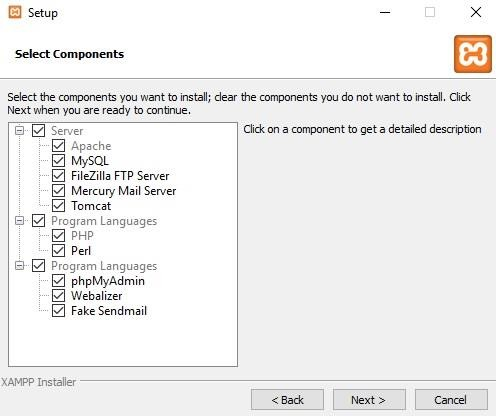 Setup
Select Components
Select the components you want to install; clear the components you do not want to install. Click
Next when you are ready to continue.
Click on a component to get a detailed description
Server
Apache
MySQL
FileZilla FTP Server
Mercury Mail Server
Tomcat
Program Languages
PHP
Perl
Program Languages
phpMyAdmin
Webalizer
Fake Sendmail
XAMPP Installer
< Back
Next >
Cancel